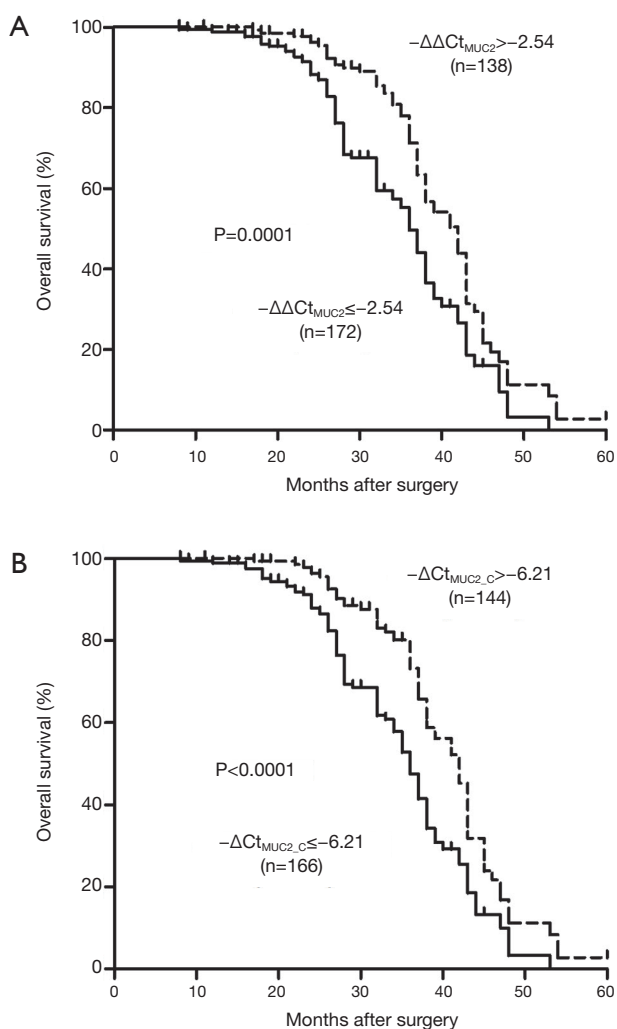 A
100
80
60
40
20
0
Overall survival (%)
−ΔΔCtMUC2>−2.54
(n=138)
P=0.0001
−ΔΔCtMUC2≤−2.54
(n=172)
0 10 20 30 40 50 60
Months after surgery
B
100
80
60
40
20
0
Overall survival (%)
−ΔCtMUC2_C>−6.21
(n=144)
P<0.0001
−ΔCtMUC2_C≤−6.21
(n=166)
0 10 20 30 40 50 60
Months after surgery